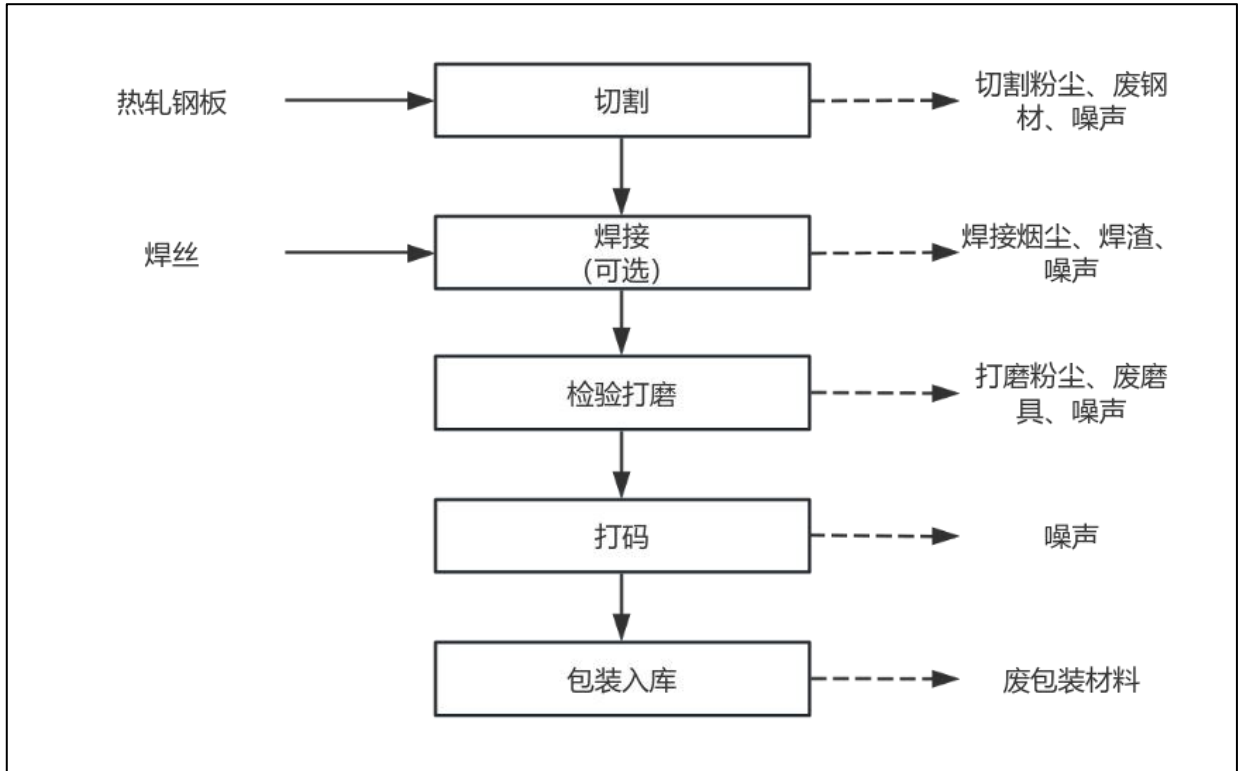 热轧钢板
切割
切割粉尘、废钢
材、噪声
焊丝
焊接
(可选)
焊接烟尘、焊渣、
噪声
检验打磨
打磨粉尘、废磨
具、噪声
打码
噪声
包装入库
废包装材料